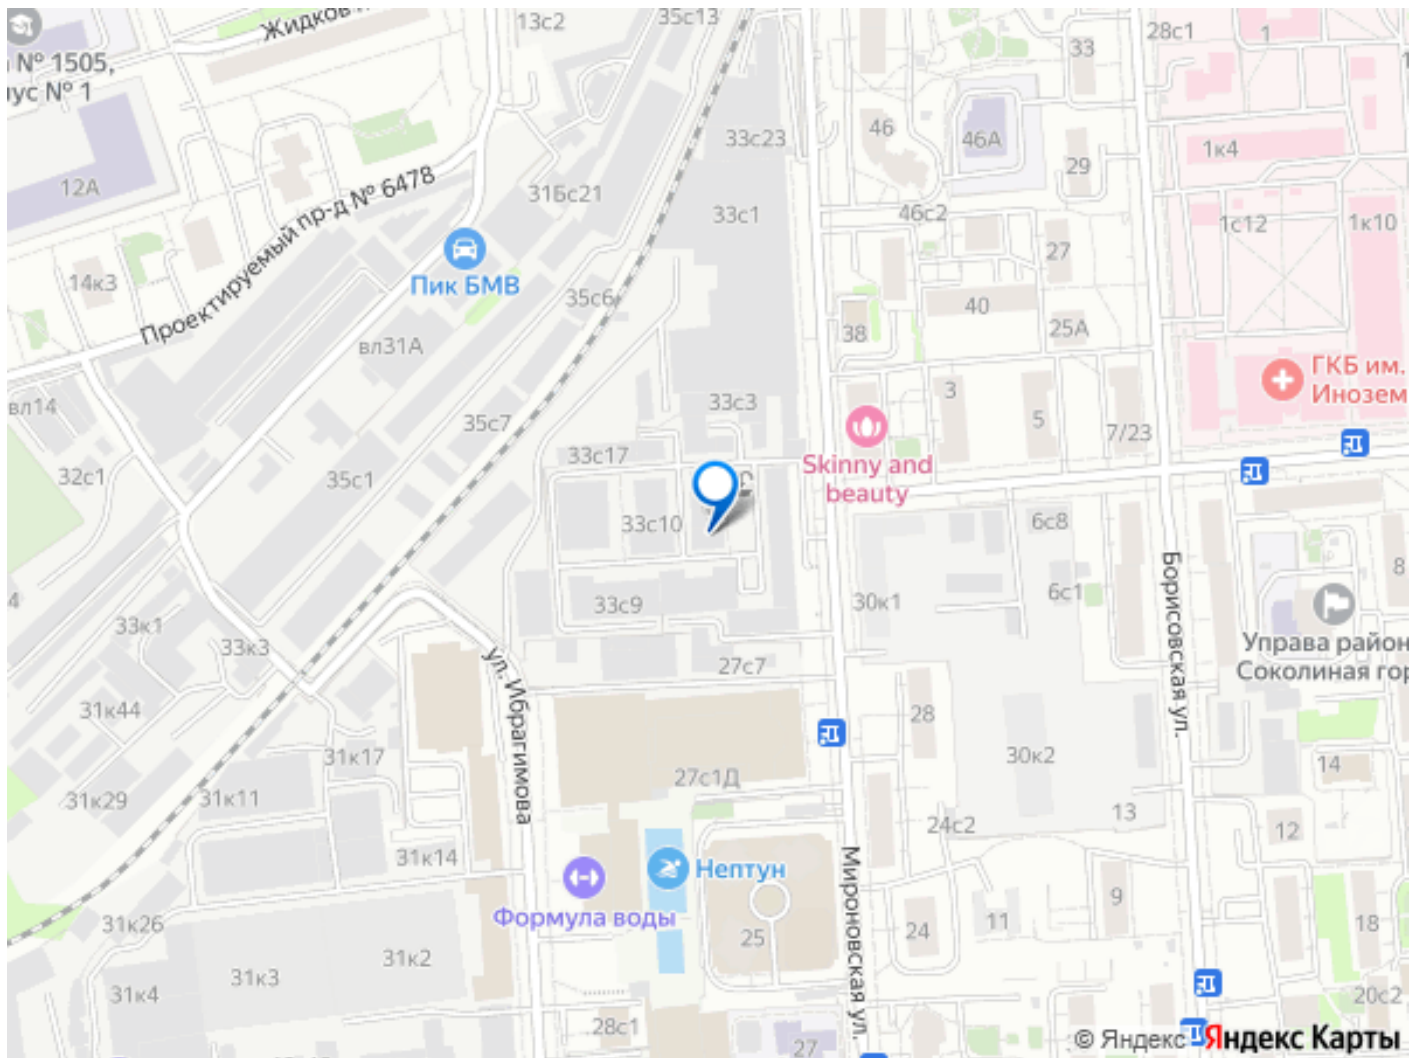 Жидков
13с2
35с13
28с1
1
33
№ 1505,
ус № 1
46
46А
33с23
1к4
29
12А
Проектируемый пр-д № 6478
31Бс21
33с1
46с2
1с12
1к10
27
14к3
Пик БМВ
35с6
40
25А
38
вл31А
ГКБ им.
Инозем
вл14
33с3
3
5
7/23
35с7
33с17
Skinny and
beauty
32с1
35с1
33с10
6с8
Борисовская ул.
8
6с1
33с9
30к1
4
33к1
33к3
Управа район
Соколиная гор
ул. Ибрагимова
27с7
31к44
28
31к17
30к2
14
27с1Д
31к29
31к11
13
24с2
12
31к14
Нептун
Мироновская ул.
Формула воды
9
31к26
25
24
11
18
31к2
31к3
31к4
20с2
28с1
27
© Яндекс
Яндекс Карты